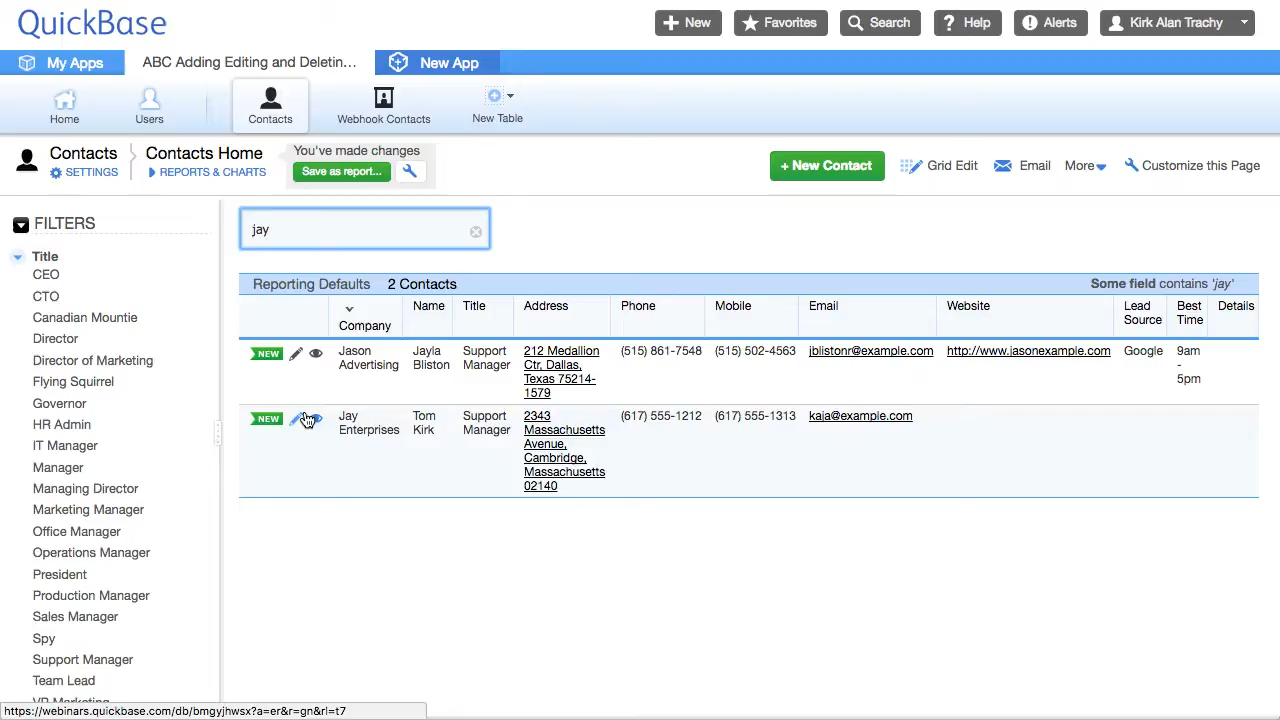 QuickBase
New
Favorites
Search
Help
Alerts
Kirk Alan Trachy
My Apps
ABC Adding Editing and Deletin...
New App
Home
Users
Contacts
Webhook Contacts
New Table
Contacts
SETTINGS
Contacts Home
REPORTS & CHARTS
You've made changes
Save as report...
+ New Contact
Grid Edit
Email
More
Customize this Page
FILTERS
Title
CEO
CTO
Canadian Mountie
Director
Director of Marketing
Flying Squirrel
Governor
HR Admin
IT Manager
Manager
Managing Director
Marketing Manager
Office Manager
Operations Manager
President
Production Manager
Sales Manager
Spy
Support Manager
Team Lead
VP Marketing
jay
Reporting Defaults 2 Contacts
Some field contains 'jay'
Company
Name
Title
Address
Phone
Mobile
Email
Website
Lead
Source
Best
Time
Details
NEW
Jason
Advertising
Jayla
Bliston
Support
Manager
212 Medallion
Ctr, Dallas,
Texas 75214-
1579
(515) 861-7548
(515) 502-4563
jblistonr@example.com
http://www.jasonexample.com
Google
9am
-
5pm
NEW
Jay
Enterprises
Tom
Kirk
Support
Manager
2343
Massachusetts
Avenue,
Cambridge,
Massachusetts
02140
(617) 555-1212
(617) 555-1313
kaja@example.com
https://webinars.quickbase.com/db/bmgyjhwsx?a=er&r=gn&rl=t7